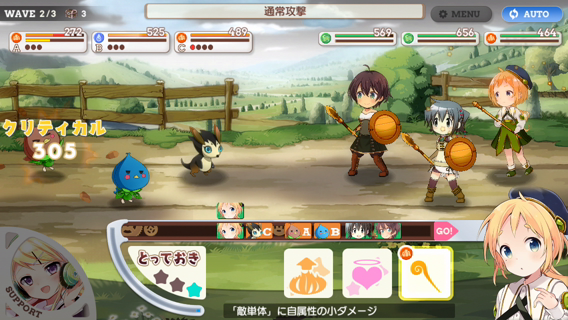 WAVE 2/3 3
通常攻撃
MENU
AUTO
272
525
489
569
656
484
A
B
C
クリティカル
305
C A B GO!
とっておき
SUPPORT
「敵単体」に自属性の小ダメージ